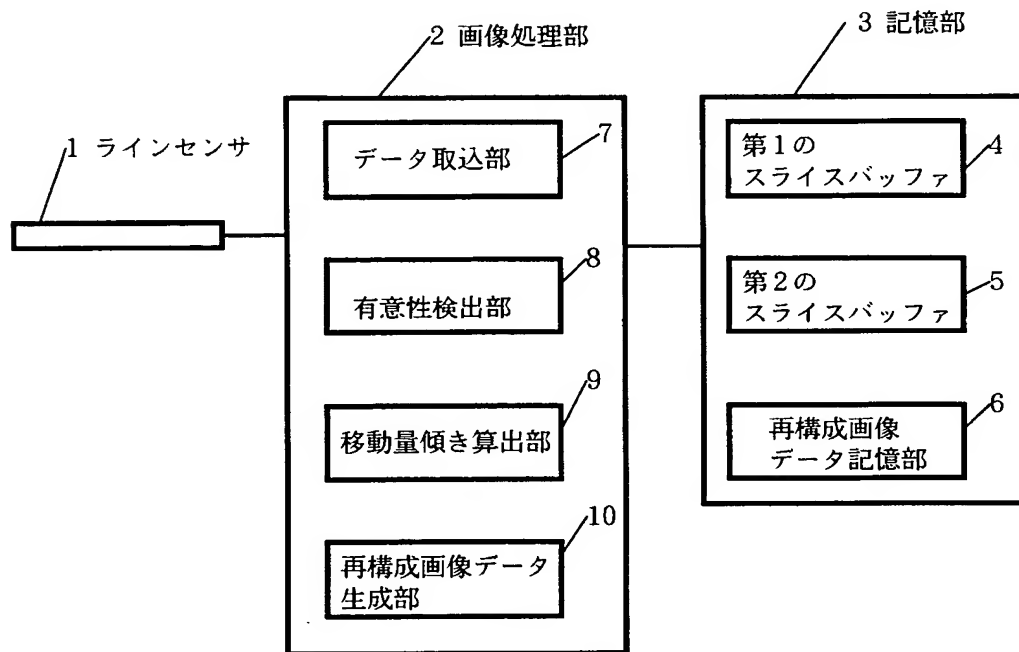 2 画像処理部
3 記憶部
1 ラインセンサ
データ取込部
7
有意性検出部
8
移動量傾き算出部
9
再構成画像データ
生成部
10
第1の
スライスバッファ
4
第2の
スライスバッファ
5
再構成画像
データ記憶部
6